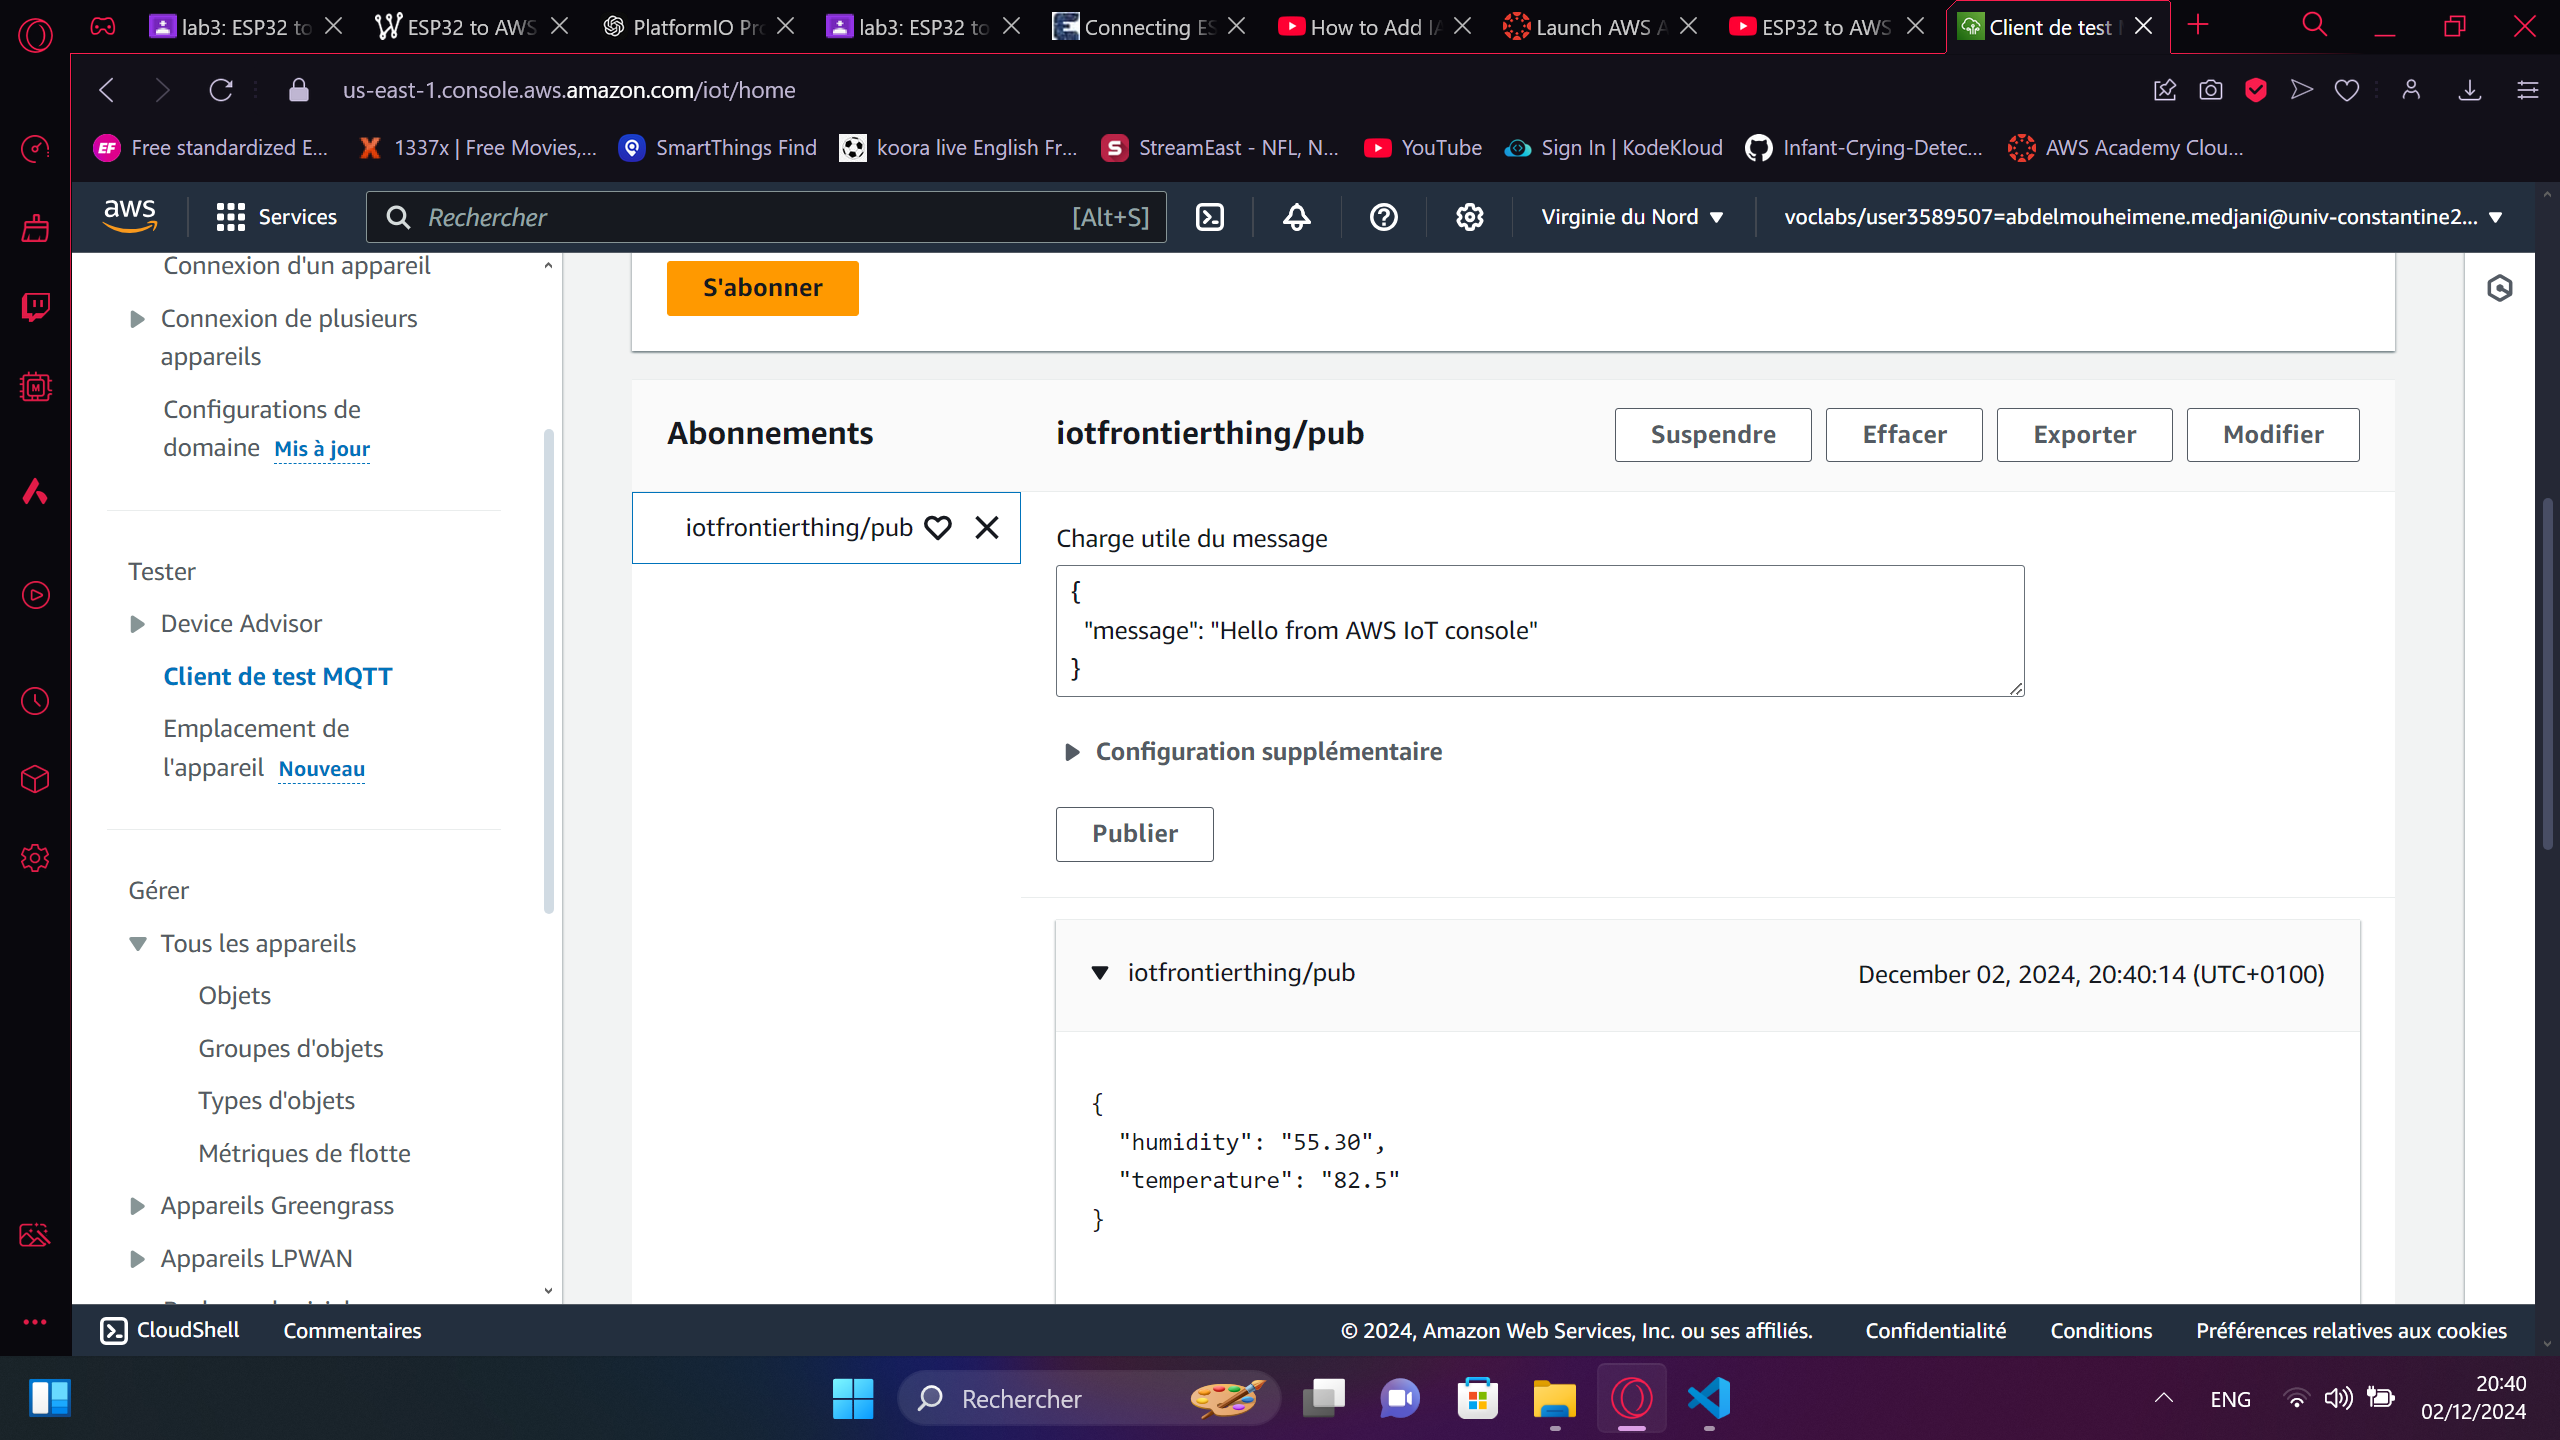 lab3: ESP32 to
ESP32 to AWS
PlatformIO Pro
lab3: ESP32 to
Connecting ES
How to Add IA
Launch AWS A
ESP32 to AWS
Client de test
us-east-1.console.aws.amazon.com/iot/home
EF Free standardized E...
1337x | Free Movies,...
SmartThings Find
koora live English Fr...
StreamEast - NFL, N...
YouTube
Sign In | KodeKloud
Infant-Crying-Detec...
AWS Academy Clou...
aws
Services
Rechercher [Alt+S]
Virginie du Nord
voclabs/user3589507=abdelmouheimene.medjani@univ-constantine2...
Connexion d'un appareil
Connexion de plusieurs
appareils
Configurations de
domaine Mis à jour
Tester
Device Advisor
Client de test MQTT
Emplacement de
l'appareil Nouveau
Gérer
Tous les appareils
Objets
Groupes d'objets
Types d'objets
Métriques de flotte
Appareils Greengrass
Appareils LPWAN
S'abonner
Abonnements
iotfrontierthing/pub
Suspendre
Effacer
Exporter
Modifier
iotfrontierthing/pub
Charge utile du message
{
"message": "Hello from AWS IoT console"
}
Configuration supplémentaire
Publier
iotfrontierthing/pub
December 02, 2024, 20:40:14 (UTC+0100)
{
"humidity": "55.30",
"temperature": "82.5"
}
CloudShell
Commentaires
© 2024, Amazon Web Services, Inc. ou ses affiliés.
Confidentialité
Conditions
Préférences relatives aux cookies
Rechercher
ENG
20:40
02/12/2024